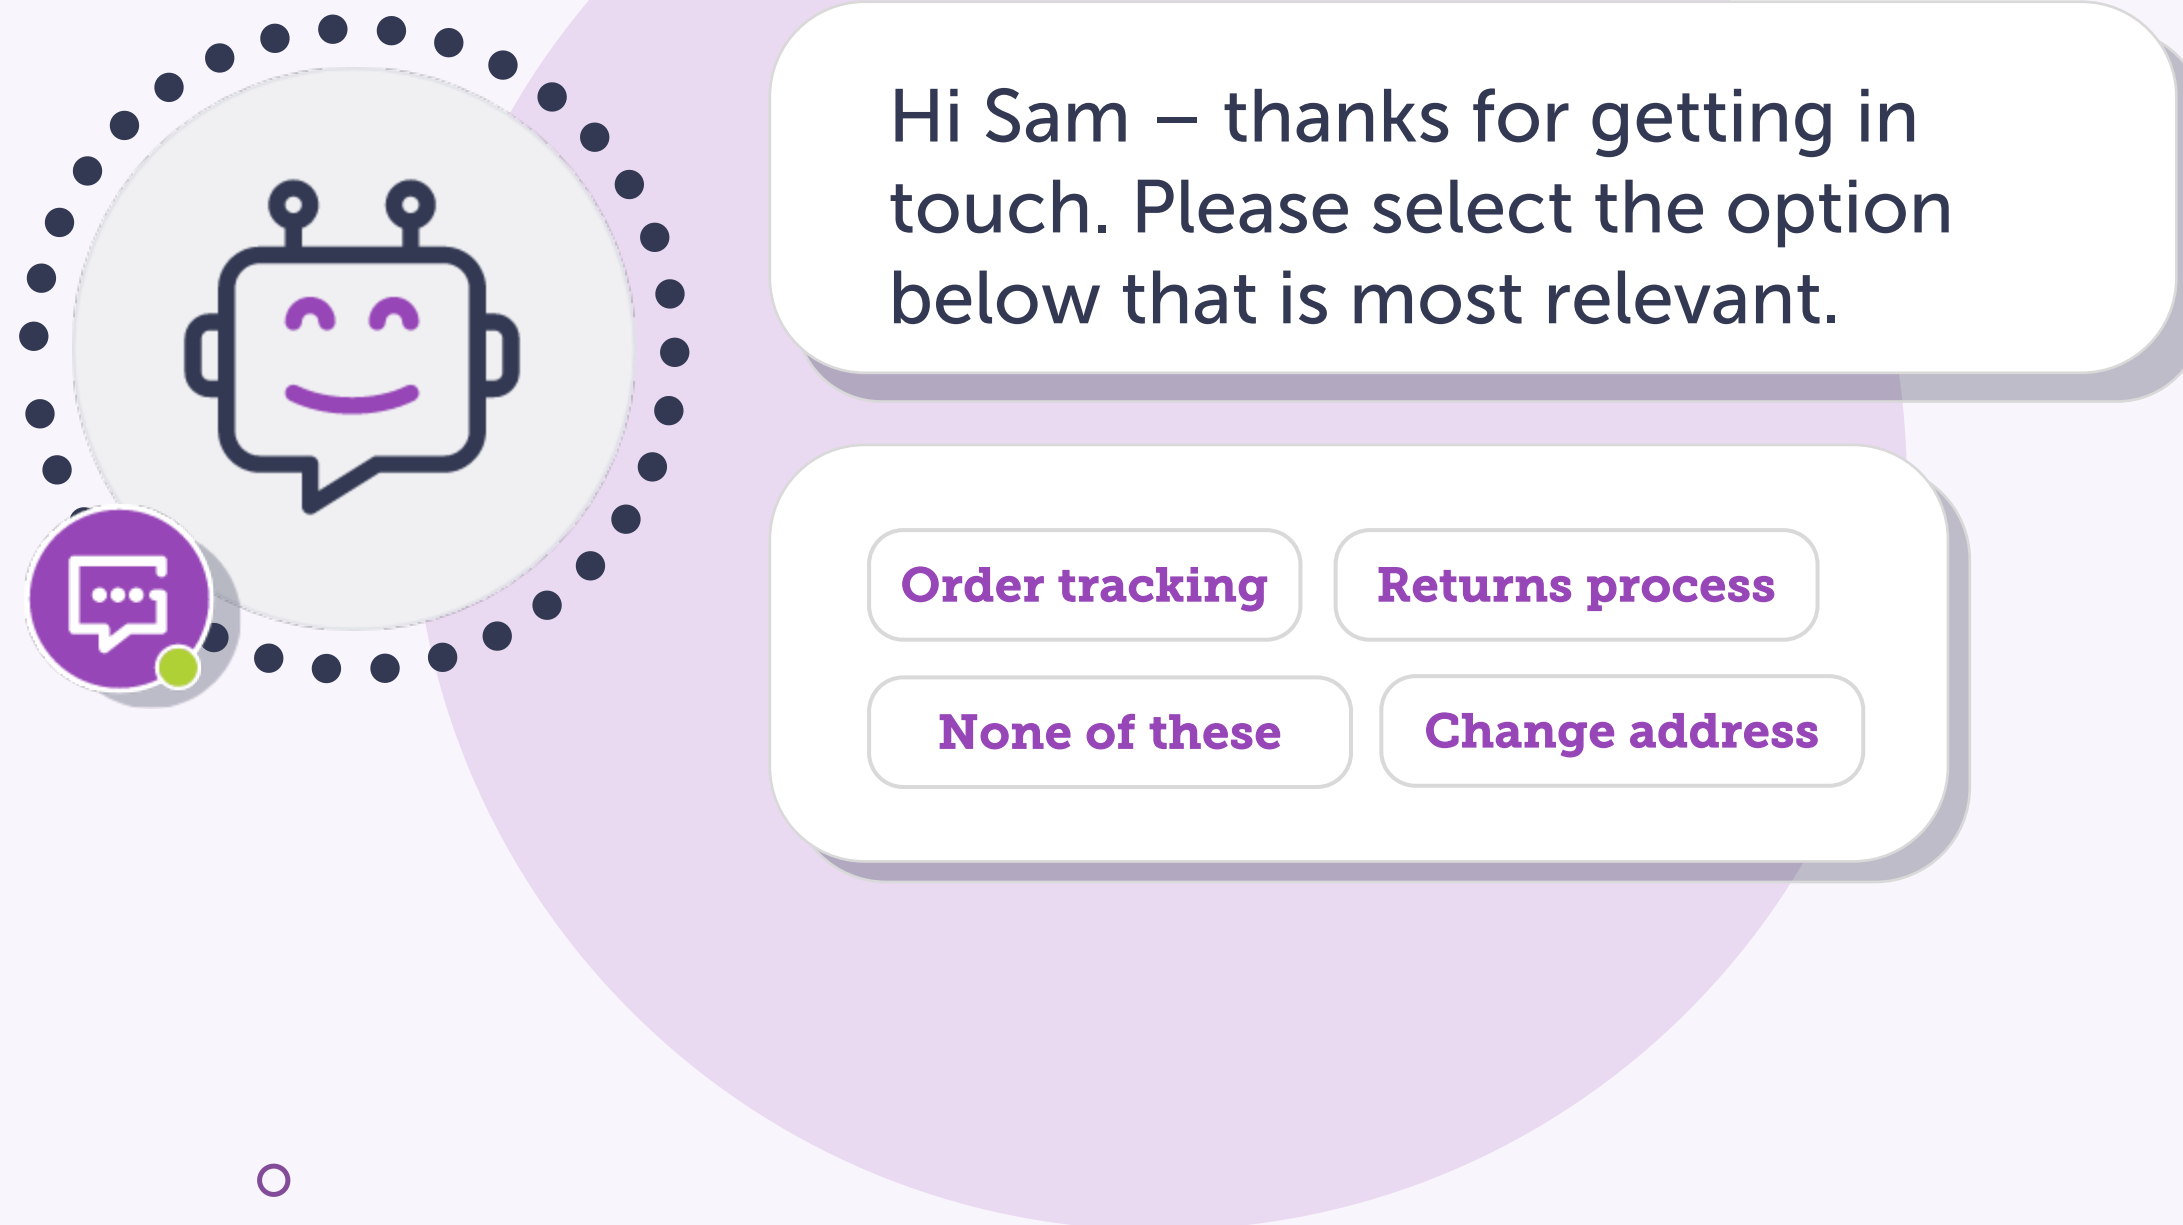 Hi Sam – thanks for getting in
touch. Please select the option
below that is most relevant.
Order tracking
Returns process
None of these
Change address